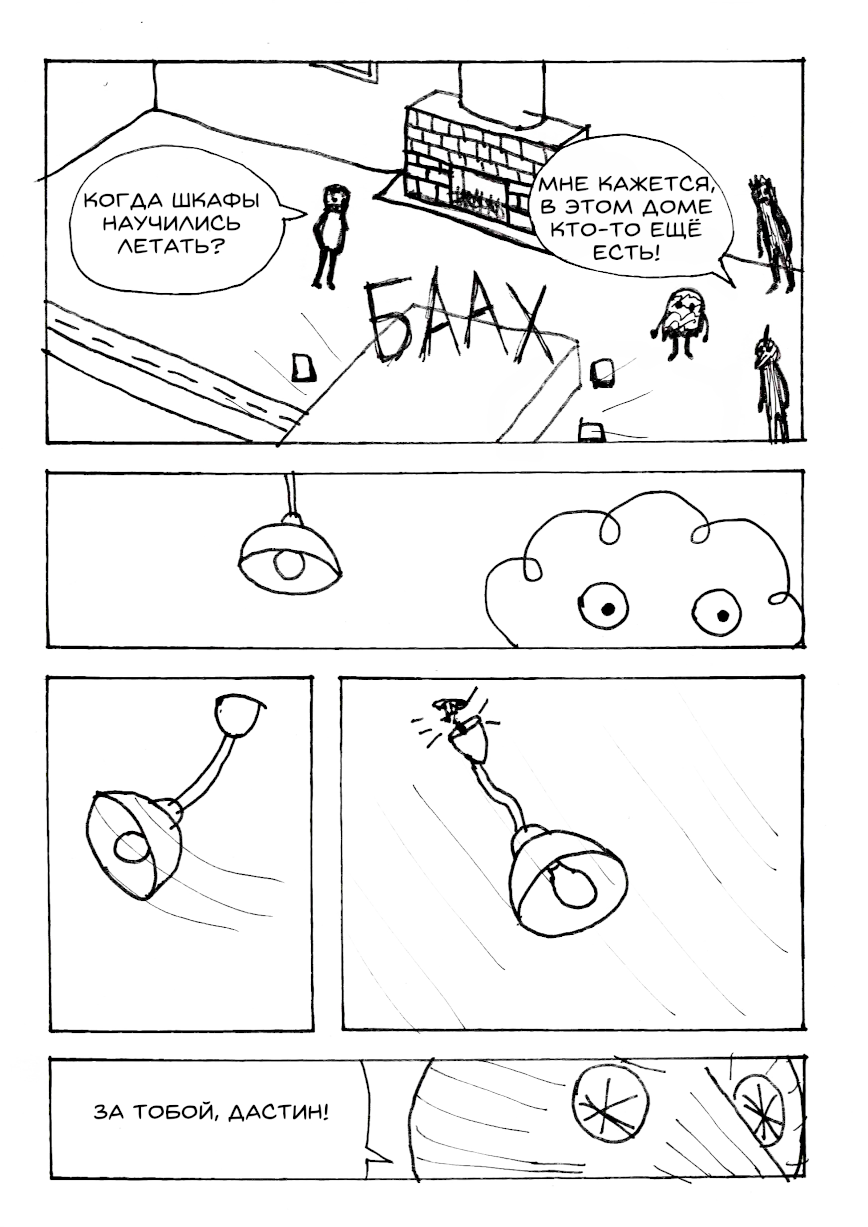 КОГДА ШКАФЫ
НАУЧИЛИСЬ
ЛЕТАТЬ?
МНЕ КАЖЕТСЯ,
В ЭТОМ ДОМЕ
КТО-ТО ЕЩЁ
ЕСТЬ!
БААХ
ЗА ТОБОЙ, ДАСТИН!